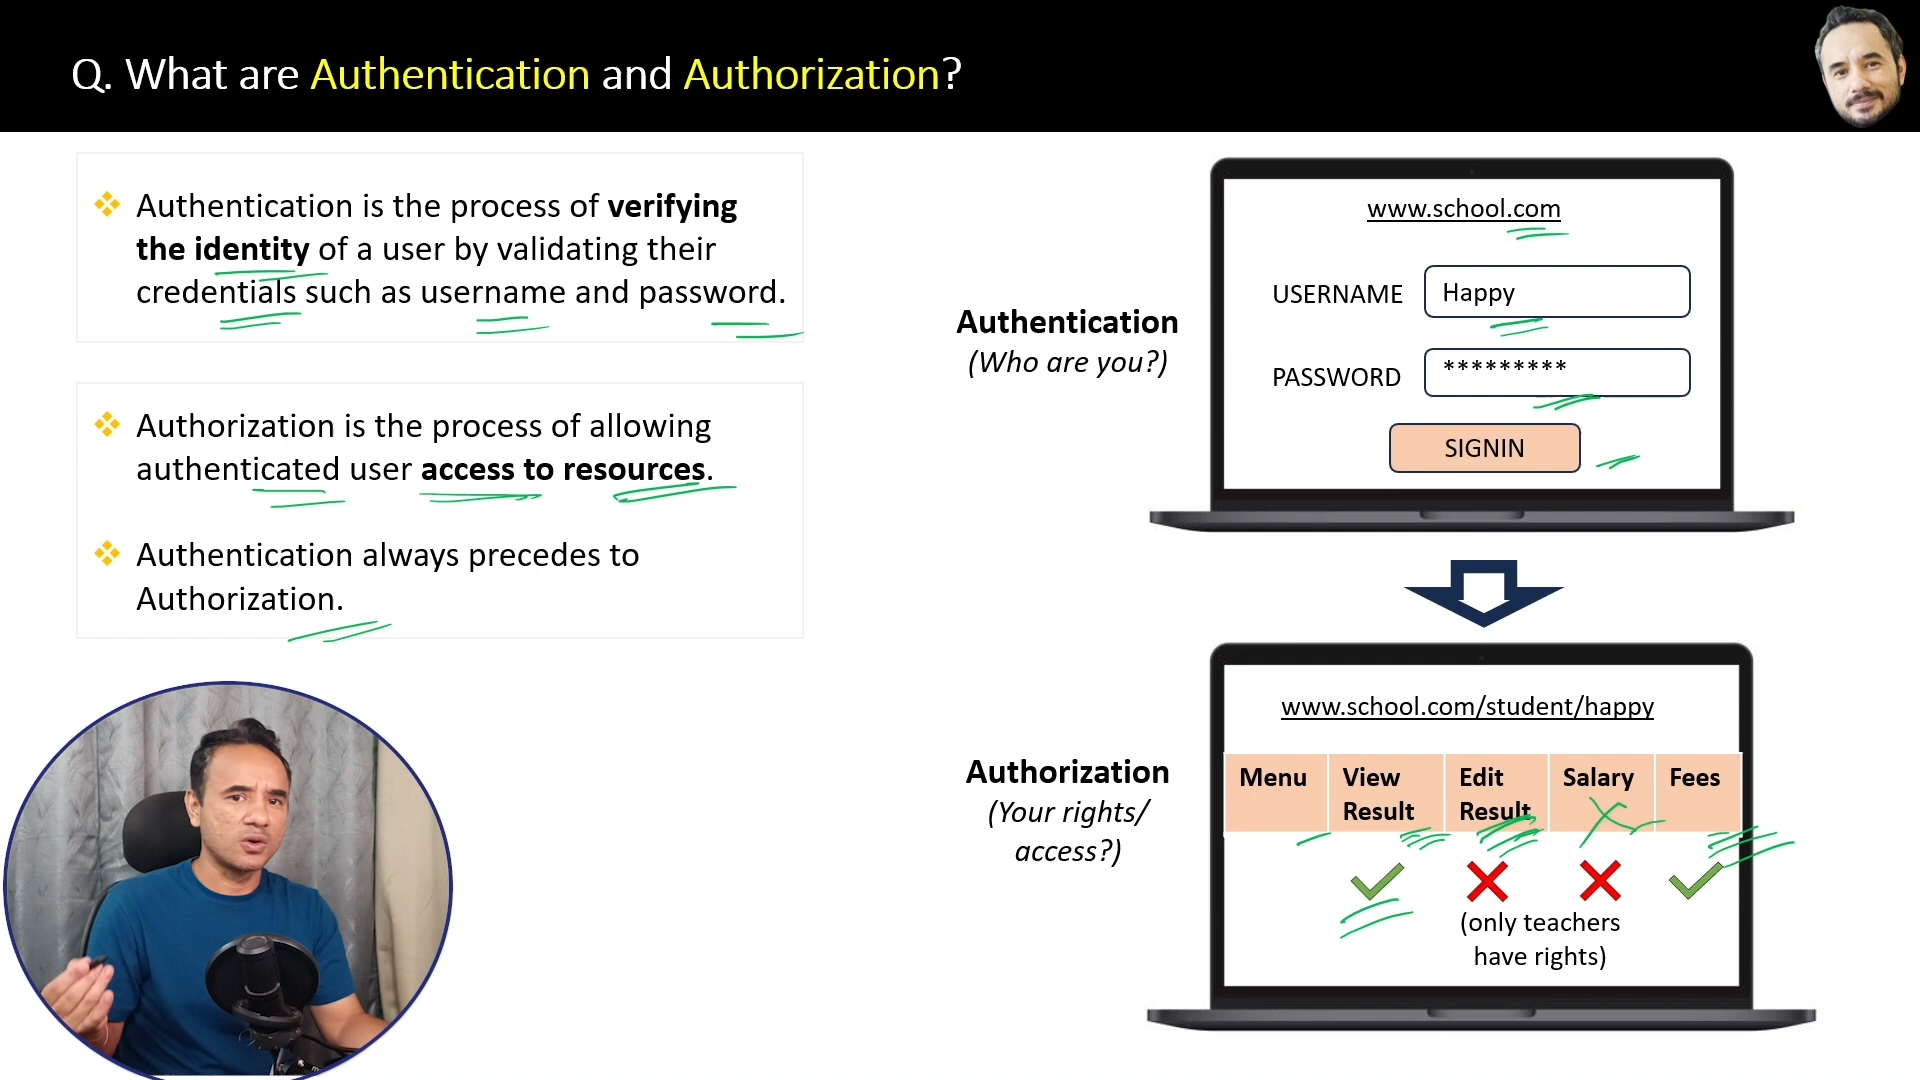 Q. What are Authentication and Authorization?
Authentication is the process of verifying
the identity of a user by validating their
credentials such as username and password.
Authorization is the process of allowing
authenticated user access to resources.
Authentication always precedes to
Authorization.
Authentication
(Who are you?)
www.school.com
USERNAME
Happy
PASSWORD
*********
SIGNIN
Authorization
(Your rights/
access?)
www.school.com/student/happy
Menu
View
Result
Edit
Result
Salary
Fees
(only teachers
have rights)